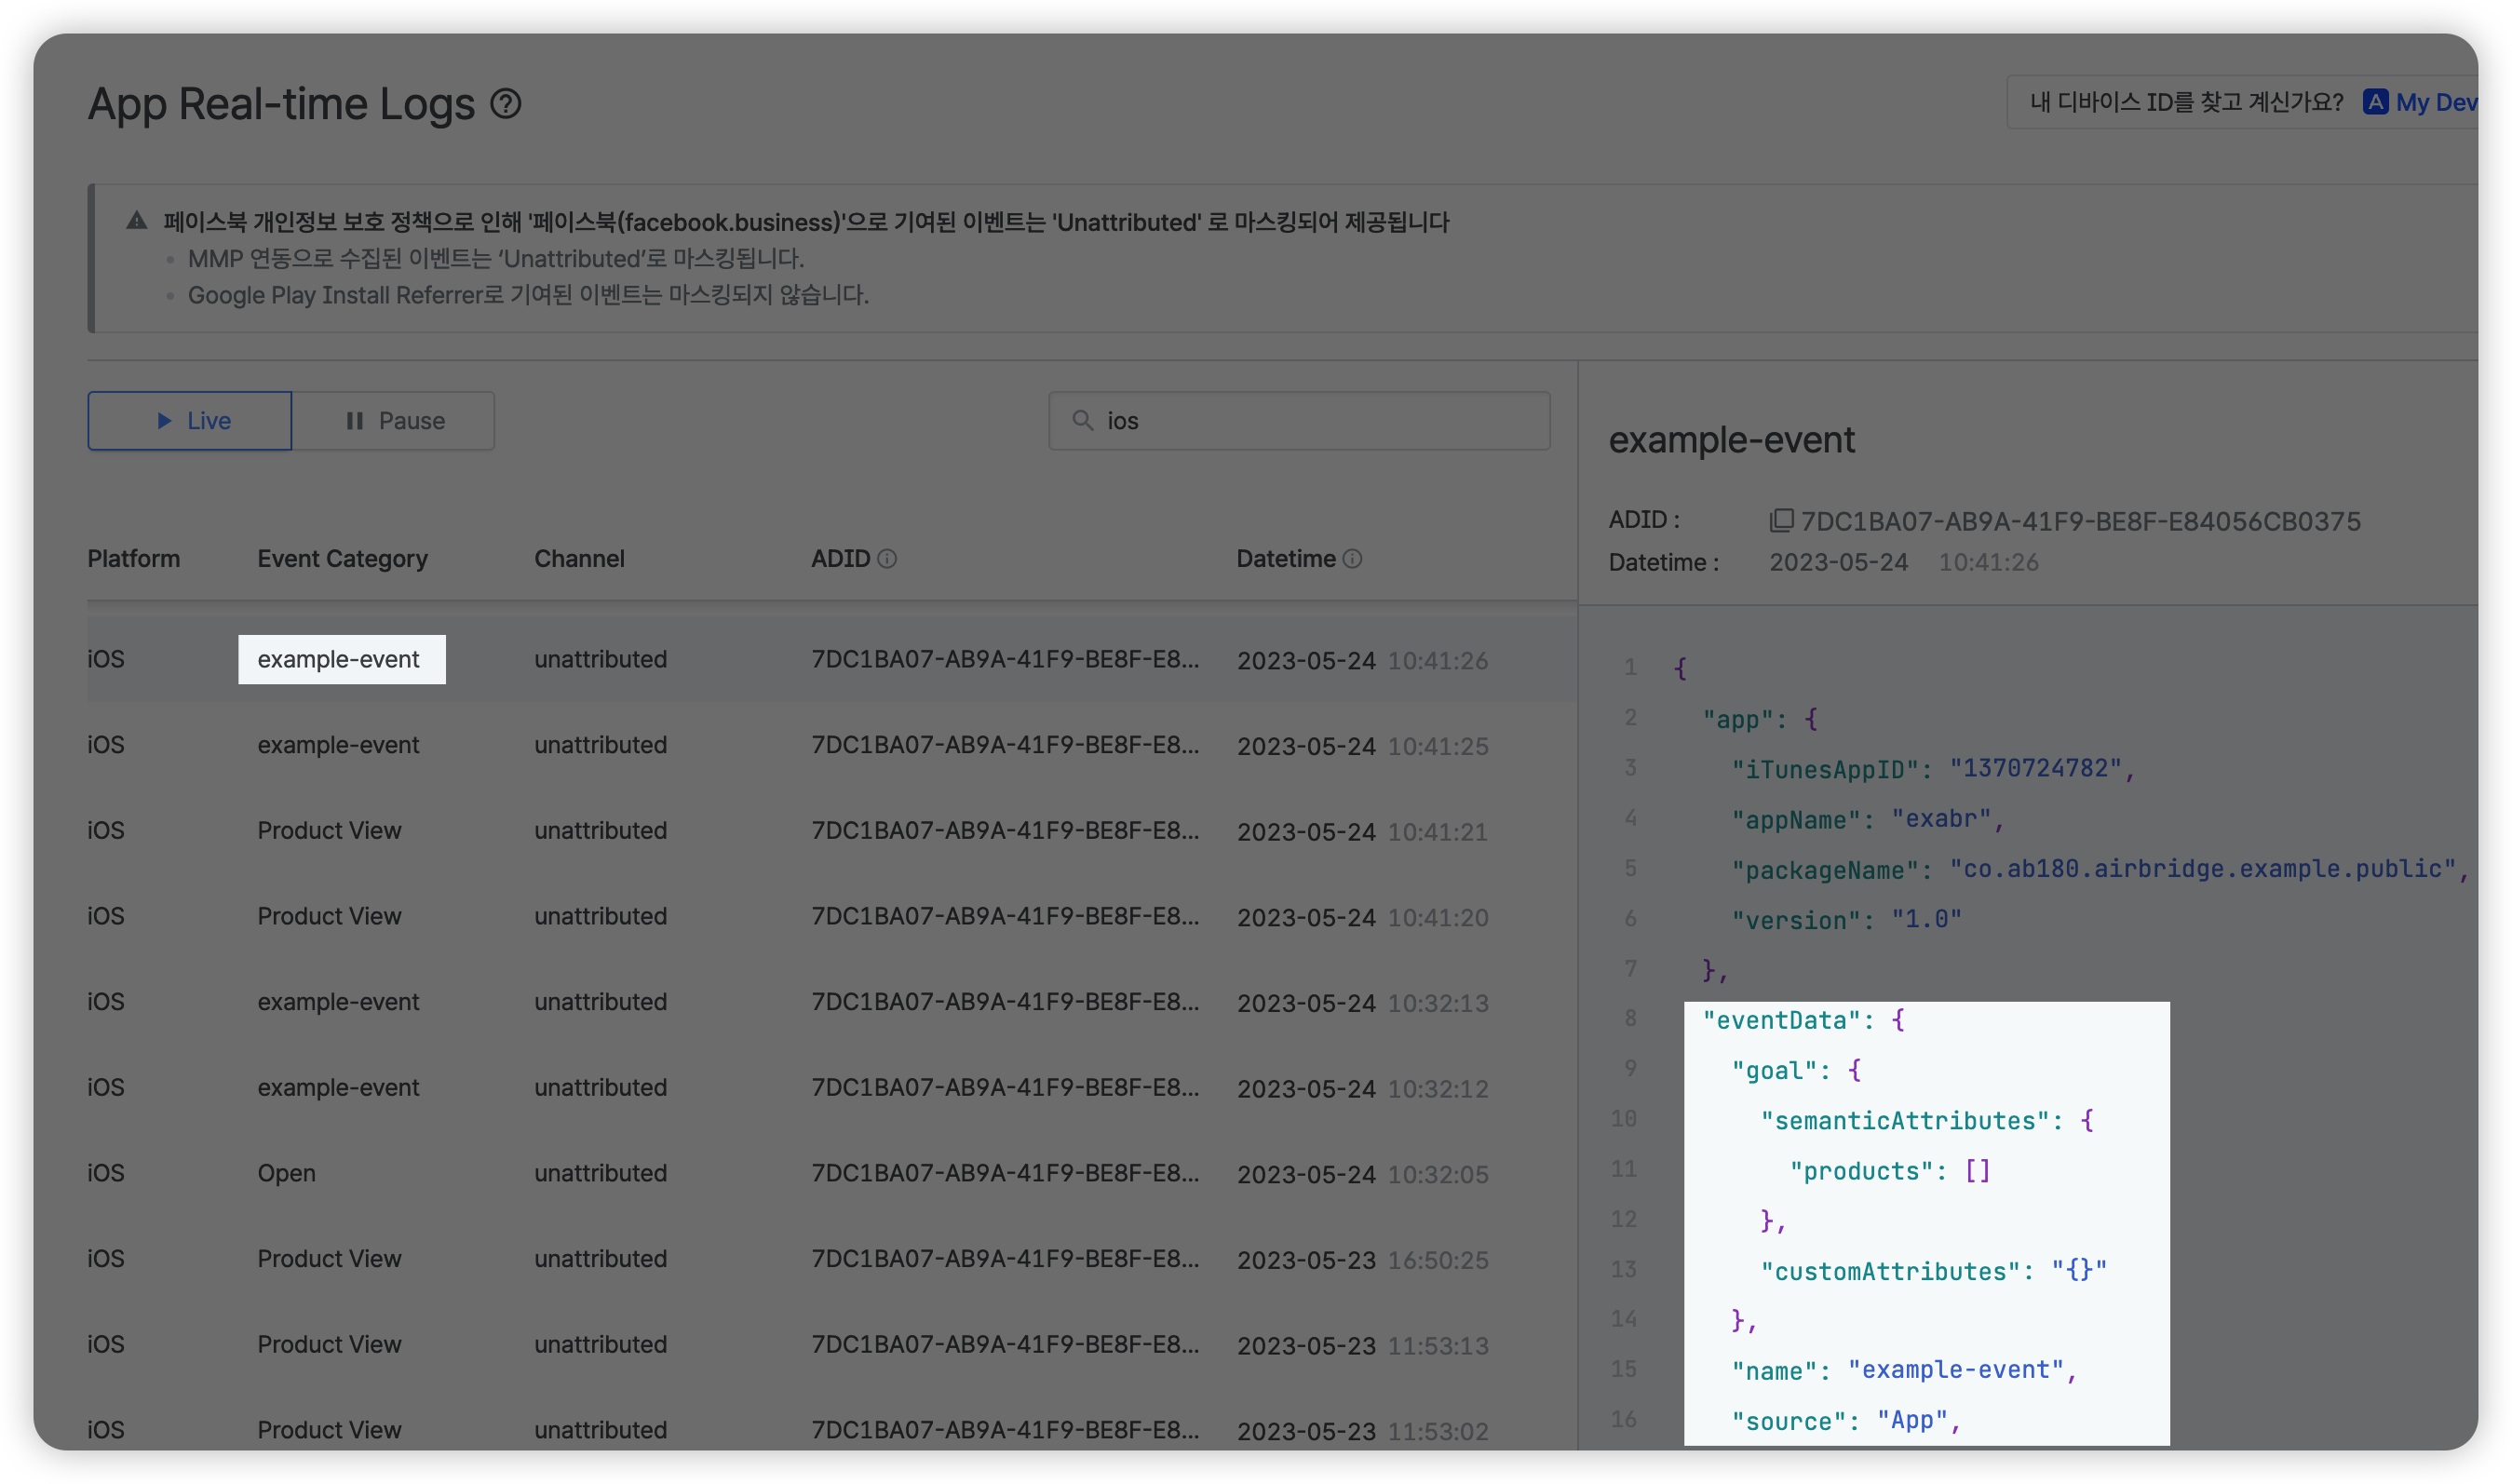 App Real-time Logs
내 디바이스 ID를 찾고 계신가요? A My Dev
페이스북 개인정보 보호 정책으로 인해 '페이스북(facebook.business)'으로 기여된 이벤트는 'Unattributed' 로 마스킹되어 제공됩니다
• MMP 연동으로 수집된 이벤트는 ‘Unattributed’로 마스킹됩니다.
• Google Play Install Referrer로 기여된 이벤트는 마스킹되지 않습니다.
Live Pause ios
Platform Event Category Channel ADID Datetime
iOS example-event unattributed 7DC1BA07-AB9A-41F9-BE8F-E8... 2023-05-24 10:41:26
iOS example-event unattributed 7DC1BA07-AB9A-41F9-BE8F-E8... 2023-05-24 10:41:25
iOS Product View unattributed 7DC1BA07-AB9A-41F9-BE8F-E8... 2023-05-24 10:41:21
iOS Product View unattributed 7DC1BA07-AB9A-41F9-BE8F-E8... 2023-05-24 10:41:20
iOS example-event unattributed 7DC1BA07-AB9A-41F9-BE8F-E8... 2023-05-24 10:32:13
iOS example-event unattributed 7DC1BA07-AB9A-41F9-BE8F-E8... 2023-05-24 10:32:12
iOS Open unattributed 7DC1BA07-AB9A-41F9-BE8F-E8... 2023-05-24 10:32:05
iOS Product View unattributed 7DC1BA07-AB9A-41F9-BE8F-E8... 2023-05-23 16:50:25
iOS Product View unattributed 7DC1BA07-AB9A-41F9-BE8F-E8... 2023-05-23 11:53:13
iOS Product View unattributed 7DC1BA07-AB9A-41F9-BE8F-E8... 2023-05-23 11:53:02
example-event
ADID : 7DC1BA07-AB9A-41F9-BE8F-E84056CB0375
Datetime : 2023-05-24 10:41:26
1 {
2 "app": {
3 "iTunesAppID": "1370724782",
4 "appName": "exabr",
5 "packageName": "co.ab180.airbridge.example.public",
6 "version": "1.0"
7 },
8 "eventData": {
9 "goal": {
10 "semanticAttributes": {
11 "products": []
12 },
13 "customAttributes": "{}"
14 },
15 "name": "example-event",
16 "source": "App",